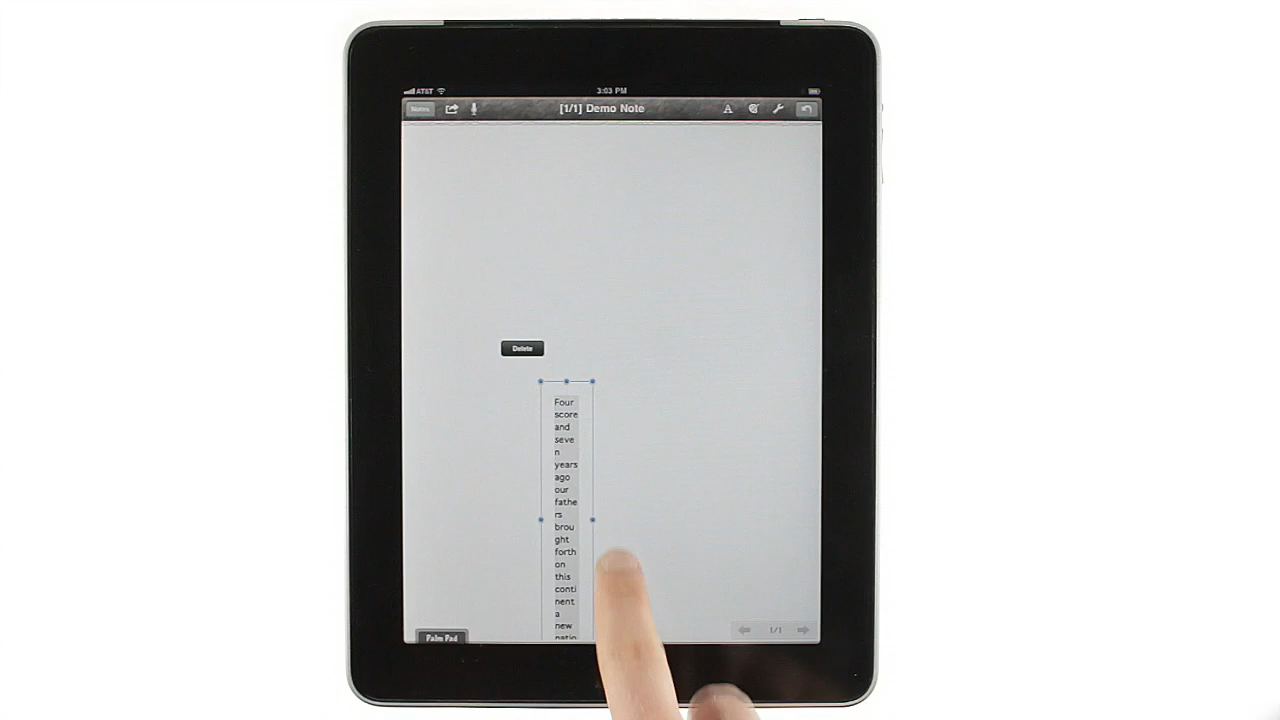 AT&T 3:03 PM
Notes [1/1] Demo Note A
Delete
Four
score
and
seve
n
years
ago
our
fathe
rs
brou
ght
forth
on
this
conti
nent
a
new
natio
Palm Pad 1/1